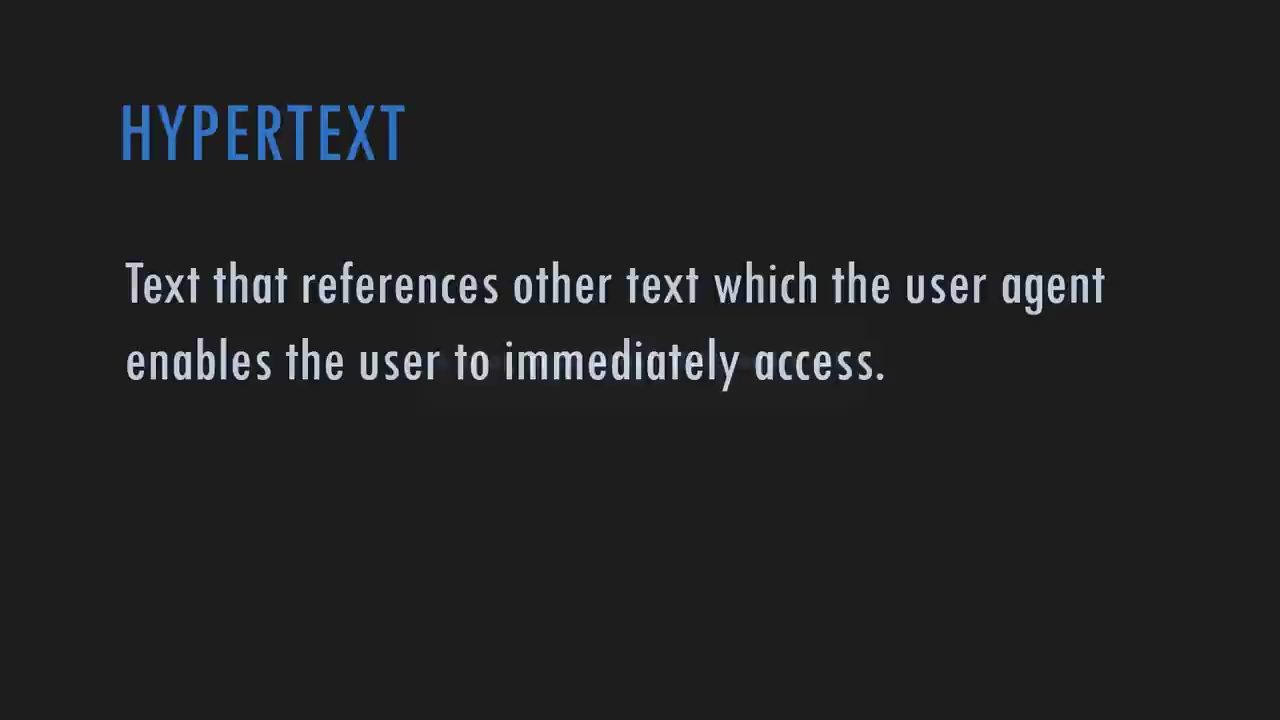 HYPERTEXT
Text that references other text which the user agent
enables the user to immediately access.